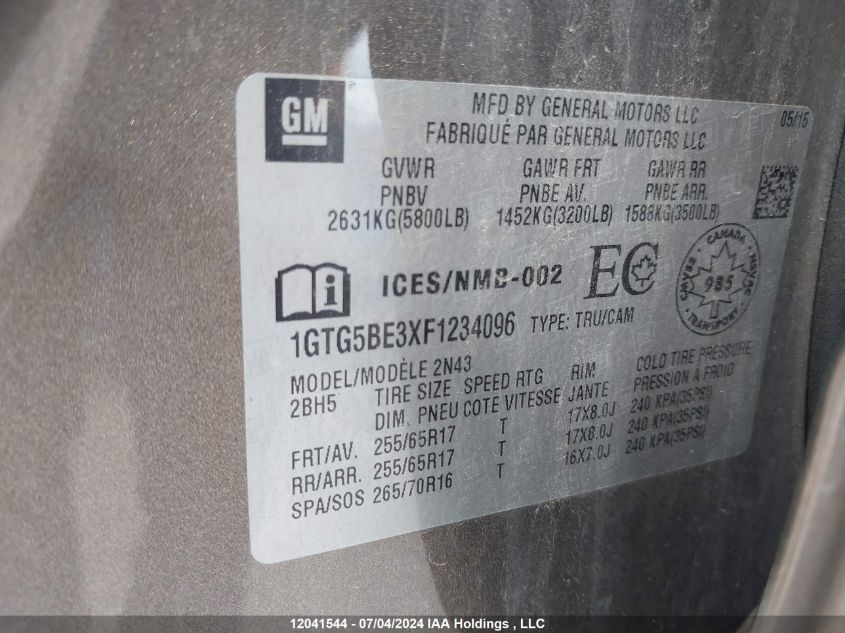 GM
MFD BY GENERAL MOTORS LLC
05/15
FABRIQUÉ PAR GENERAL MOTORS LLC
GVWR GAWR FRT GAWR RR
PNBV PNBE AV. PNBE ARR.
2631KG(5800LB) 1452KG(3200LB) 1588KG(3500LB)
i ICES/NMB-002 EC
CANADA CMVSS NSVAC 985 TRANSPORT
1GTG5BE3XF1234096 TYPE: TRU/CAM
MODEL/MODÈLE 2N43
2BH5 TIRE SIZE SPEED RTG RIM COLD TIRE PRESSURE
DIM. PNEU COTE VITESSE JANTE PRESSION À FROID
FRT/AV. 255/65R17 T 17X8.0J 240 KPA(35PSI)
RR/ARR. 255/65R17 T 17X8.0J 240 KPA(35PSI)
SPA/SOS 265/70R16 T 16X7.0J 240 KPA(35PSI)
12041544 - 07/04/2024 IAA Holdings , LLC